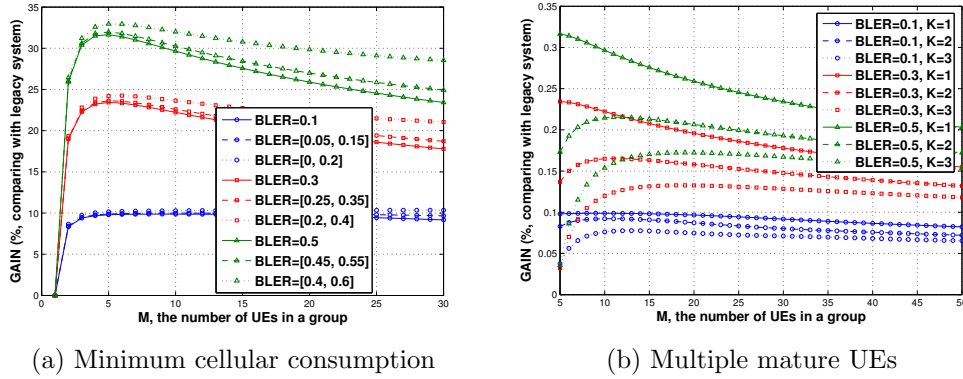 GAIN (%, comparing with legacy system)
35
30
25
20
15
10
5
0
BLER=0.1
BLER=[0.05, 0.15]
BLER=[0, 0.2]
BLER=0.3
BLER=[0.25, 0.35]
BLER=[0.2, 0.4]
BLER=0.5
BLER=[0.45, 0.55]
BLER=[0.4, 0.6]
0 5 10 15 20 25 30
M, the number of UEs in a group
(a) Minimum cellular consumption
GAIN (%, comparing with legacy system)
0.35
0.3
0.25
0.2
0.15
0.1
0.05
0
BLER=0.1, K=1
BLER=0.1, K=2
BLER=0.1, K=3
BLER=0.3, K=1
BLER=0.3, K=2
BLER=0.3, K=3
BLER=0.5, K=1
BLER=0.5, K=2
BLER=0.5, K=3
5 10 15 20 25 30 35 40 45 50
M, the number of UEs in a group
(b) Multiple mature UEs